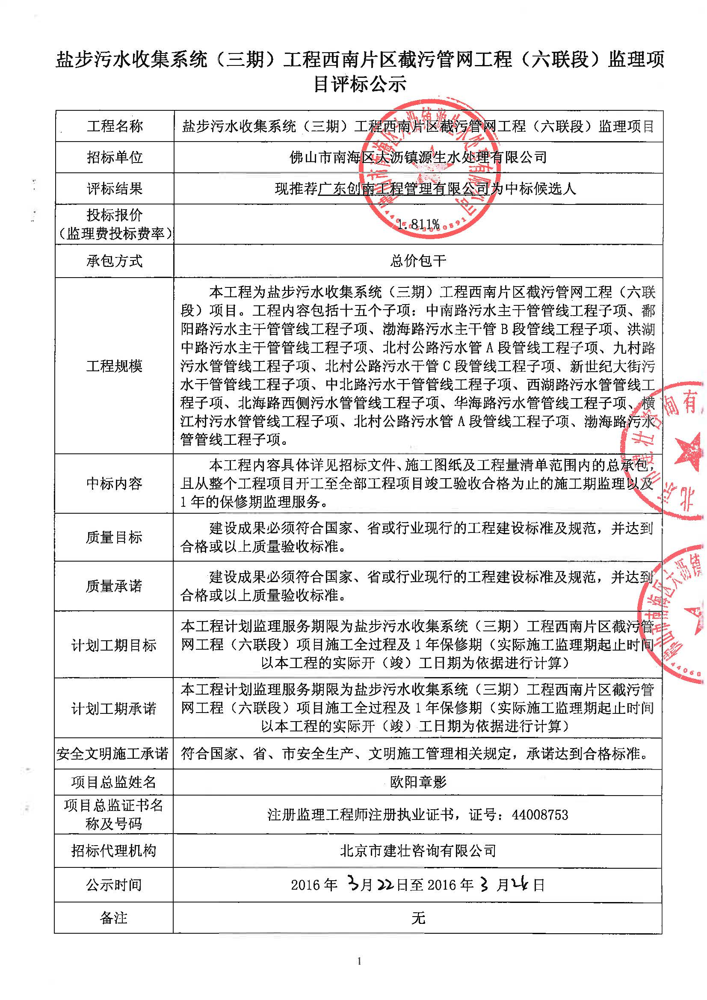 盐步污水收集系统（三期）工程西南片区截污管网工程（六联段）监理项
目评标公示
工程名称
盐步污水收集系统（三期）工程西南片区截污管网工程（六联段）监理项目
招标单位
佛山市南海区大沥镇源生水处理有限公司
评标结果
现推荐广东创南工程管理有限公司为中标候选人
投标报价
（监理费投标费率）
1.811%
承包方式
总价包干
工程规模
本工程为盐步污水收集系统（三期）工程西南片区截污管网工程（六联
段）项目。工程内容包括十五个子项：中南路污水主干管管线工程子项、鄱
阳路污水主干管管线工程子项、渤海路污水主干管 B 段管线工程子项、洪湖
中路污水主干管管线工程子项、北村公路污水管 A 段管线工程子项、九村路
污水管管线工程子项、北村公路污水干管 C 段管线工程子项、新世纪大街污
水干管管线工程子项、中北路污水干管管线工程子项、西湖路污水管管线工
程子项、北海路西侧污水管管线工程子项、华海路污水管管线工程子项、横
江村污水管管线工程子项、北村公路污水管 A 段管线工程子项、渤海路污水
管管线工程子项。
中标内容
本工程内容具体详见招标文件、施工图纸及工程量清单范围内的总承包，
且从整个工程项目开工至全部工程项目竣工验收合格为止的施工期监理以及
1 年的保修期监理服务。
质量目标
建设成果必须符合国家、省或行业现行的工程建设标准及规范，并达到
合格或以上质量验收标准。
质量承诺
建设成果必须符合国家、省或行业现行的工程建设标准及规范，并达到
合格或以上质量验收标准。
计划工期目标
本工程计划监理服务期限为盐步污水收集系统（三期）工程西南片区截污管
网工程（六联段）项目施工全过程及 1 年保修期（实际施工监理期起止时间
以本工程的实际开（竣）工日期为依据进行计算）
计划工期承诺
本工程计划监理服务期限为盐步污水收集系统（三期）工程西南片区截污管
网工程（六联段）项目施工全过程及 1 年保修期（实际施工监理期起止时间
以本工程的实际开（竣）工日期为依据进行计算）
安全文明施工承诺
符合国家、省、市安全生产、文明施工管理相关规定，承诺达到合格标准。
项目总监姓名
欧阳章影
项目总监证书名
称及号码
注册监理工程师注册执业证书，证号：44008753
招标代理机构
北京市建壮咨询有限公司
公示时间
2016 年 3 月 22 日至 2016 年 3 月 24 日
备注
无
1